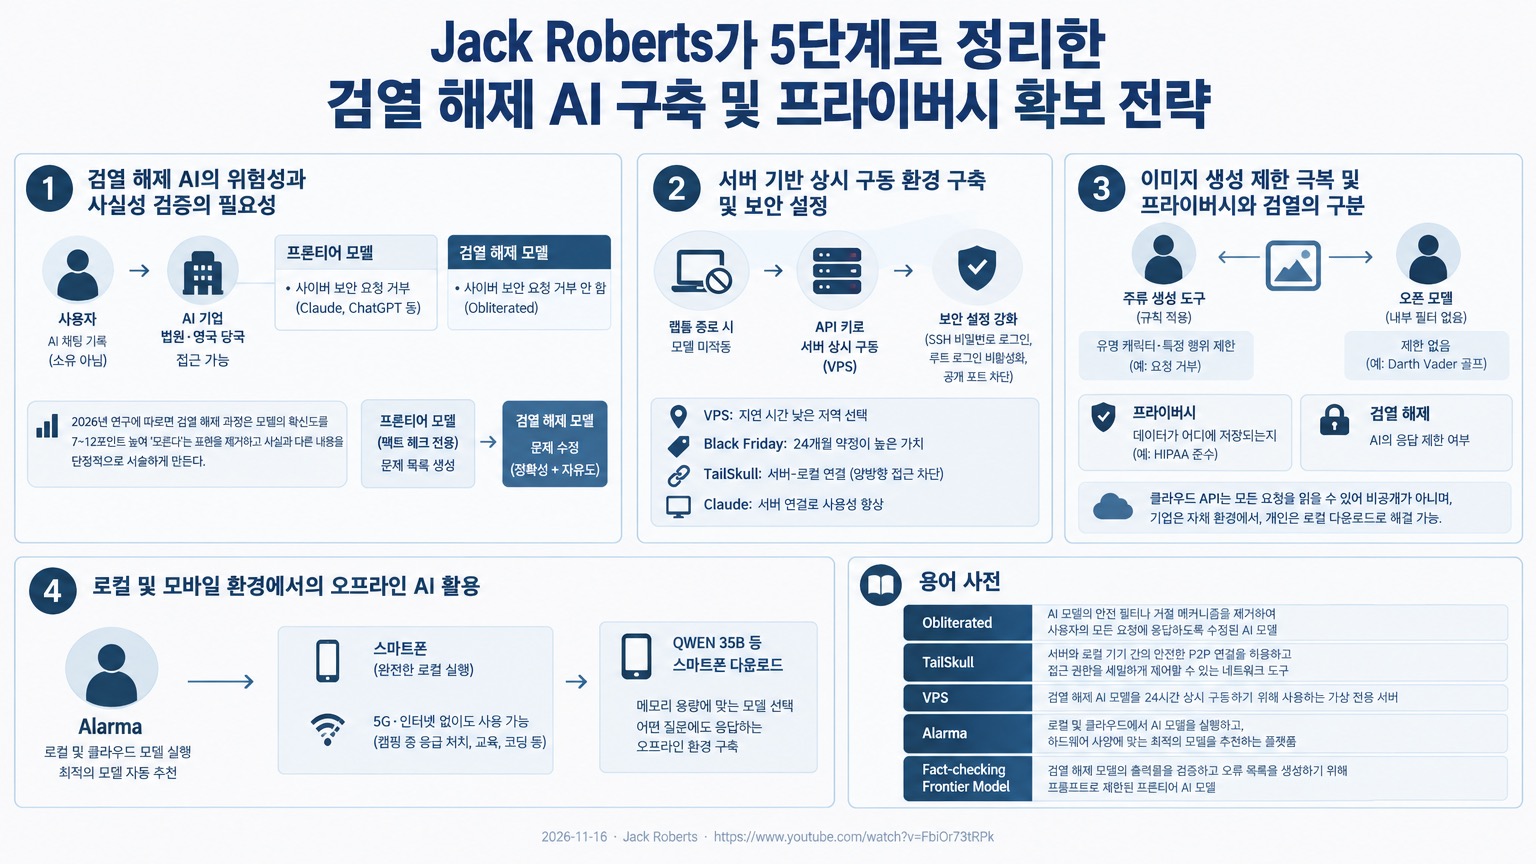 Jack Roberts가 5단계로 정리한
검열 해제 AI 구축 및 프라이버시 확보 전략
1
검열 해제 AI의 위험성과
사실성 검증의 필요성
사용자
AI 채팅 기록
(소유 아님)
AI 기업
법원·영국 당국
접근 가능
프론티어 모델
• 사이버 보안 요청 거부
(Claude, ChatGPT 등)
검열 해제 모델
• 사이버 보안 요청 거부 안 함
(Obliterated)
2026년 연구에 따르면 검열 해제 과정은 모델의 확신도를
7~12포인트 높여 '모른다'는 표현을 제거하고 사실과 다른 내용을
단정적으로 서술하게 만든다.
프론티어 모델
(팩트 체크 전용)
문제 목록 생성
검열 해제 모델
문제 수정
(정확성 + 자유도)
2
서버 기반 상시 구동 환경 구축
및 보안 설정
랩톱 종로 시
모델 미작동
API 키로
서버 상시 구동
(VPS)
보안 설정 강화
(SSH 비밀번로 로그인,
루트 로그인 비활성화,
공개 포트 차단)
VPS: 지연 시간 낮은 저역 선택
Black Friday: 24개월 약정이 높은 가치
TailSkull: 서버-로컬 연결 (양방향 접근 차단)
Claude: 서버 연결로 사용성 향상
3
이미지 생성 제한 극복 및
프라이버시와 검열의 구분
주류 생성 도구
(규칙 적용)
오픈 모델
(내부 필터 없음)
유명 캐릭터·특정 행위 제한
(예: 요청 거부)
제한 없음
(예: Darth Vader 골프)
프라이버시
데이터가 어디에 저장되는지
(예: HIPAA 준수)
검열 해제
AI의 응답 제한 여부
클라우드 API는 모든 요청을 읽을 수 있어 비공개가 아니며,
기업은 자채 환경에서, 개인은 로컬 다운로드로 해결 가능.
4
로컬 및 모바일 환경에서의 오프라인 AI 활용
Alarma
로컬 및 클라우드 모델 실행
최적의 모델 자동 추천
스마트폰
(완전한 로컬 실행)
5G·인터넷 없이도 사용 가능
(캠핑 중 응급 처치, 교육, 코딩 등)
QWEN 35B 등
스마트폰 다운로드
메모리 용량에 맞는 모델 선택
어떤 질문에도 응답하는
오프라인 환경 구축
용어 사전
Obliterated
AI 모델의 안전 필터나 거절 메커니즘을 제거하여
사용자의 모든 요청에 응답하도록 수정된 AI 모델
TailSkull
서버와 로컬 기기 간의 안전한 P2P 연결을 허용하고
접근 권한을 세밀하게 제어할 수 있는 네트워크 도구
VPS
검열 해제 AI 모델을 24시간 상시 구동하기 위해 사용하는 가상 전용 서버
Alarma
로컬 및 클라우드에서 AI 모델을 실행하고,
하드웨어 사양에 맞는 최적의 모델을 추천하는 플랫폼
Fact-checking
Frontier Model
검열 해제 모델의 출력물을 검증하고 오류 목록을 생성하기 위해
프롬프트로 제한된 프론티어 AI 모델
2026-11-16 · Jack Roberts · https://www.youtube.com/watch?v=FbiOr73tRPk